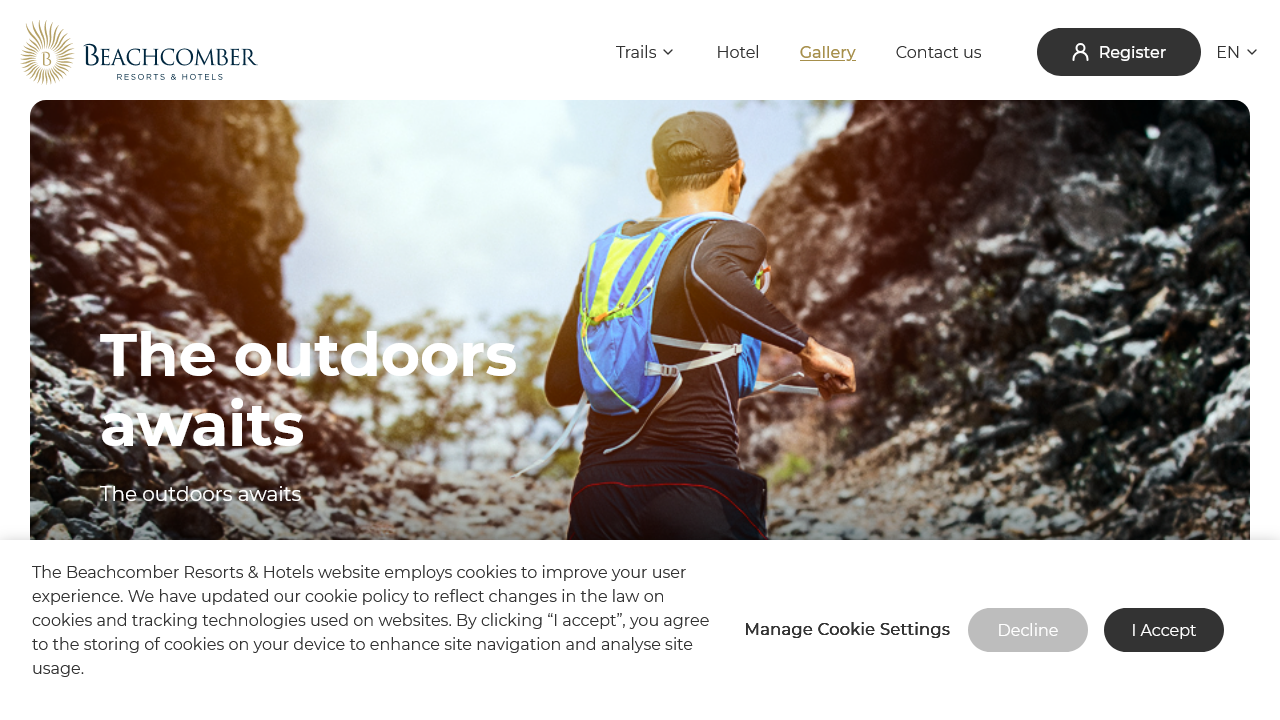 BEACHCOMBER
RESORTS & HOTELS
Trails
Hotel
Gallery
Contact us
Register
EN
The outdoors
awaits
The outdoors awaits
The Beachcomber Resorts & Hotels website employs cookies to improve your user
experience. We have updated our cookie policy to reflect changes in the law on
cookies and tracking technologies used on websites. By clicking “I accept”, you agree
to the storing of cookies on your device to enhance site navigation and analyse site
usage.
Manage Cookie Settings
Decline
I Accept